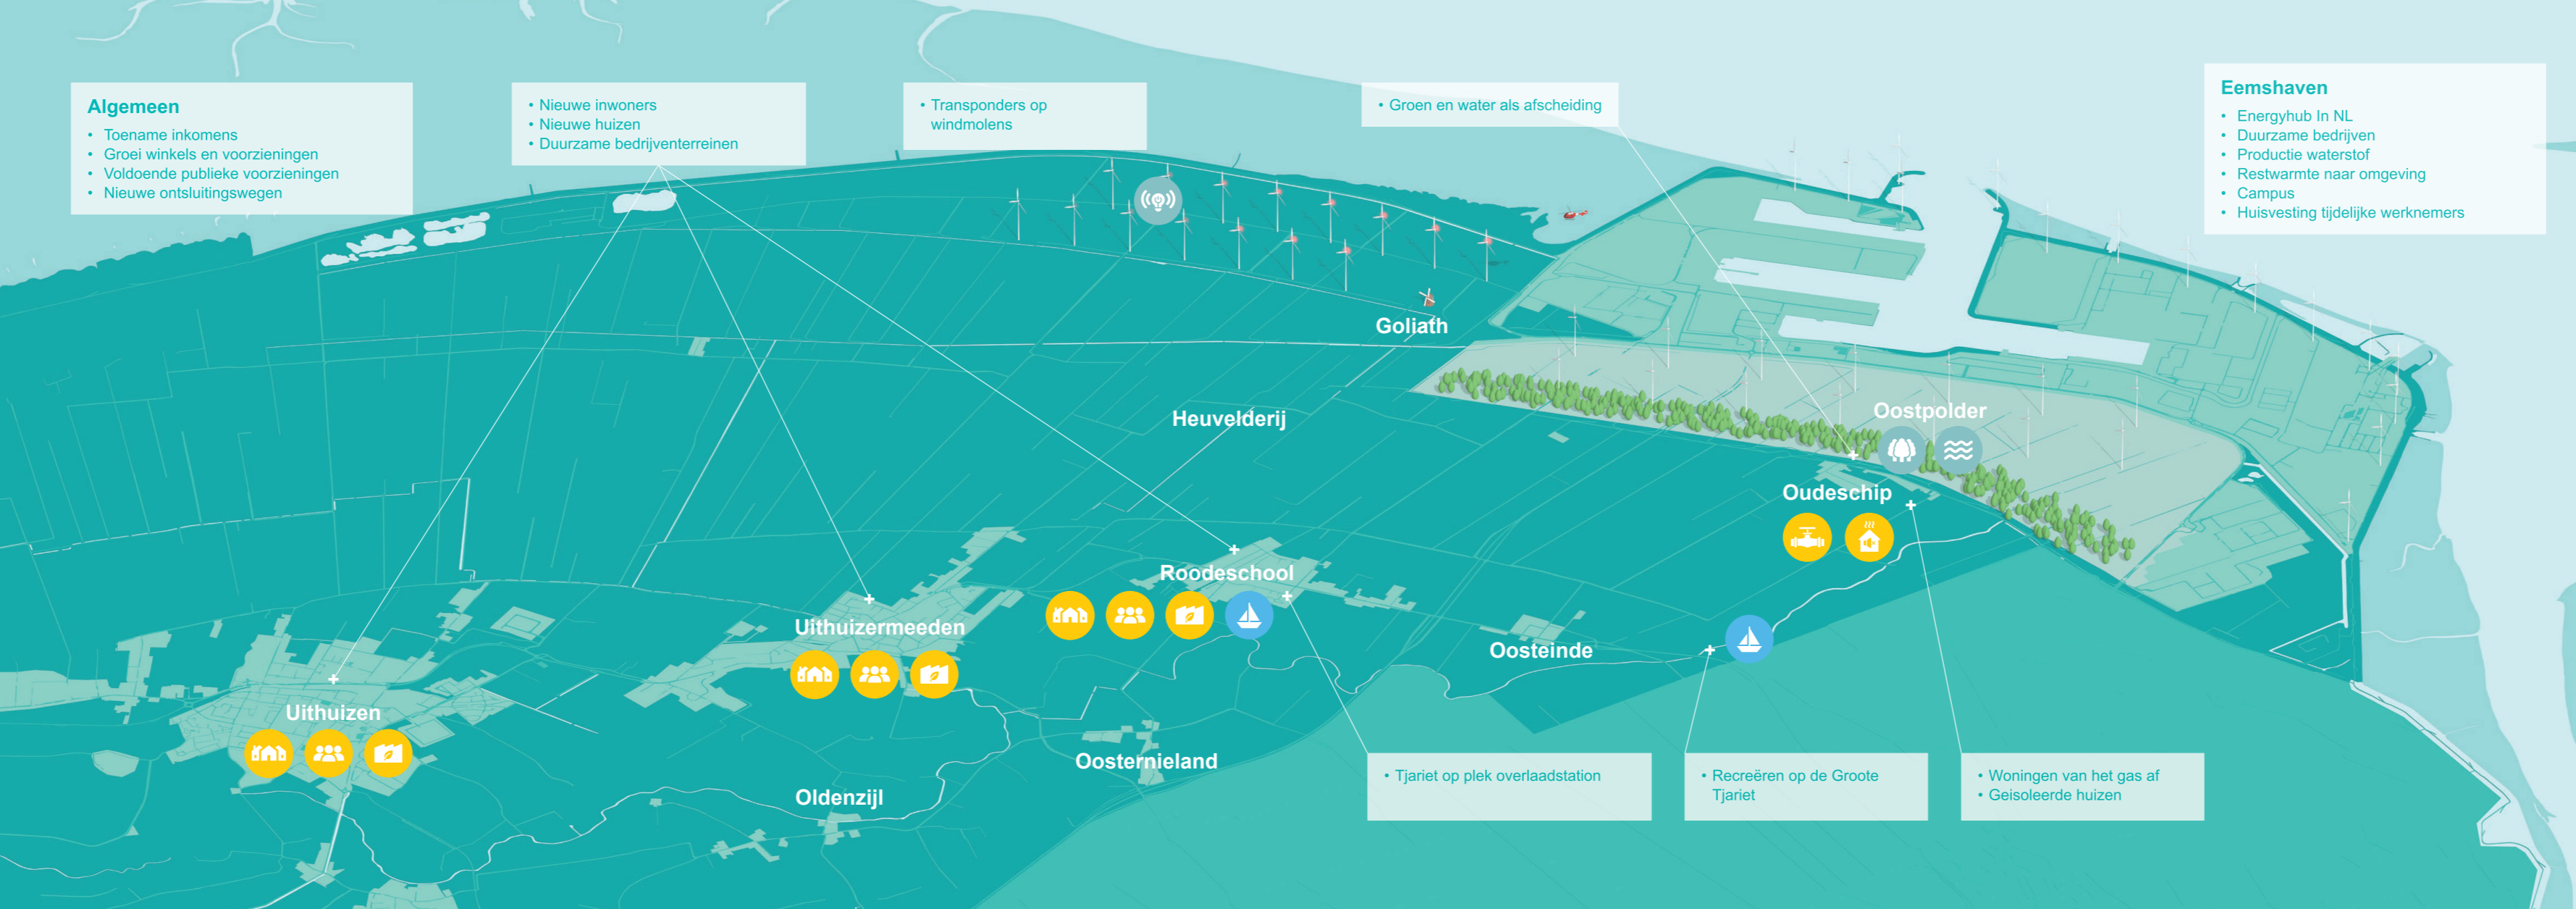 Algemeen
• Toename inkomens
• Groei winkels en voorzieningen
• Voldoende publieke voorzieningen
• Nieuwe ontsluitingswegen
• Nieuwe inwoners
• Nieuwe huizen
• Duurzame bedrijventerreinen
• Transponders op
windmolens
• Groen en water als afscheiding
Eemshaven
• Energyhub In NL
• Duurzame bedrijven
• Productie waterstof
• Restwarmte naar omgeving
• Campus
• Huisvesting tijdelijke werknemers
Goliath
Heuvelderij
Oostpolder
Oudeschip
Roodeschool
Uithuizermeeden
Oosteinde
Uithuizen
Oosternieland
Oldenzijl
• Tjariet op plek overlaadstation
• Recreëren op de Groote
Tjariet
• Woningen van het gas af
• Geisoleerde huizen